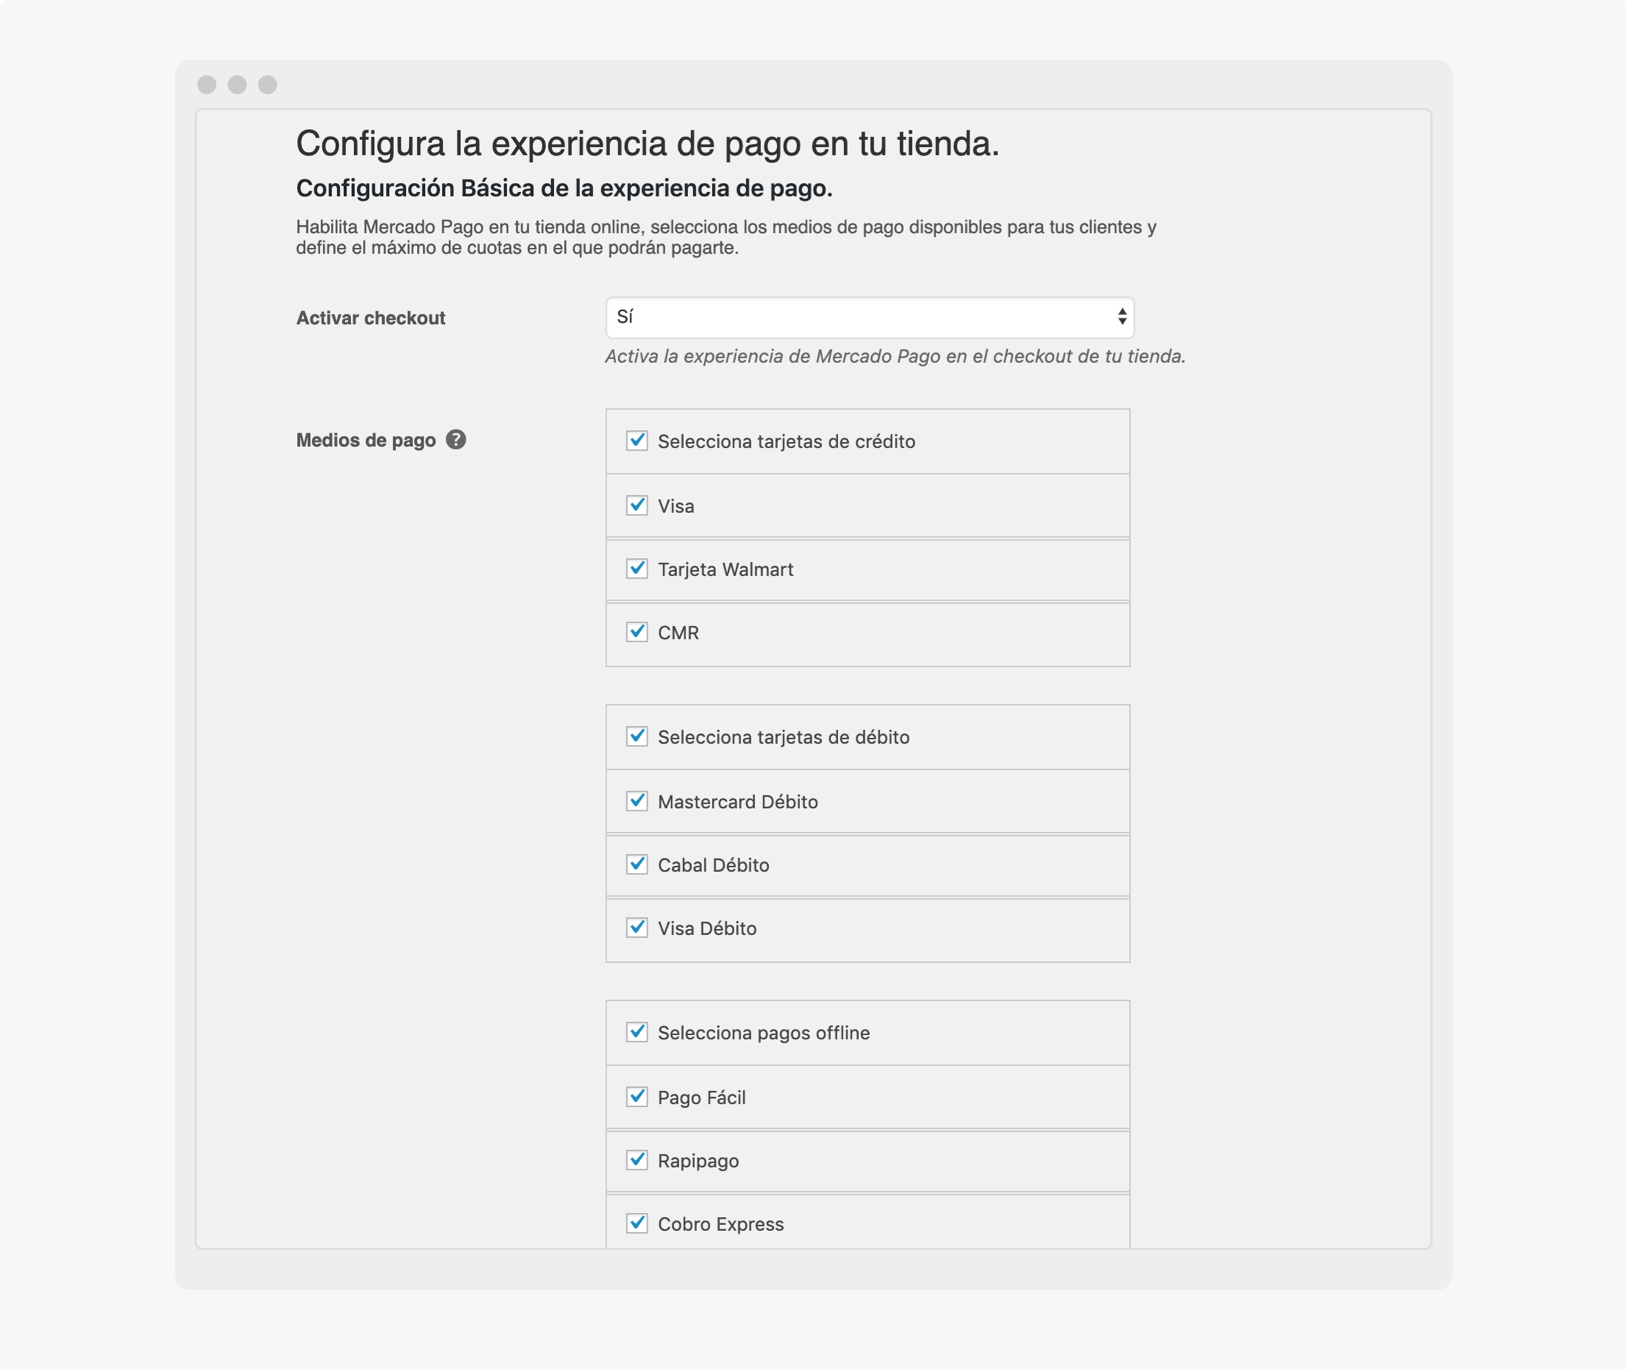 Configura la experiencia de pago en tu tienda.
Configuración Básica de la experiencia de pago.
Habilita Mercado Pago en tu tienda online, selecciona los medios de pago disponibles para tus clientes y
define el máximo de cuotas en el que podrán pagarte.
Activar checkout
Sí
Activa la experiencia de Mercado Pago en el checkout de tu tienda.
Medios de pago ?
Selecciona tarjetas de crédito
Visa
Tarjeta Walmart
CMR
Selecciona tarjetas de débito
Mastercard Débito
Cabal Débito
Visa Débito
Selecciona pagos offline
Pago Fácil
Rapipago
Cobro Express